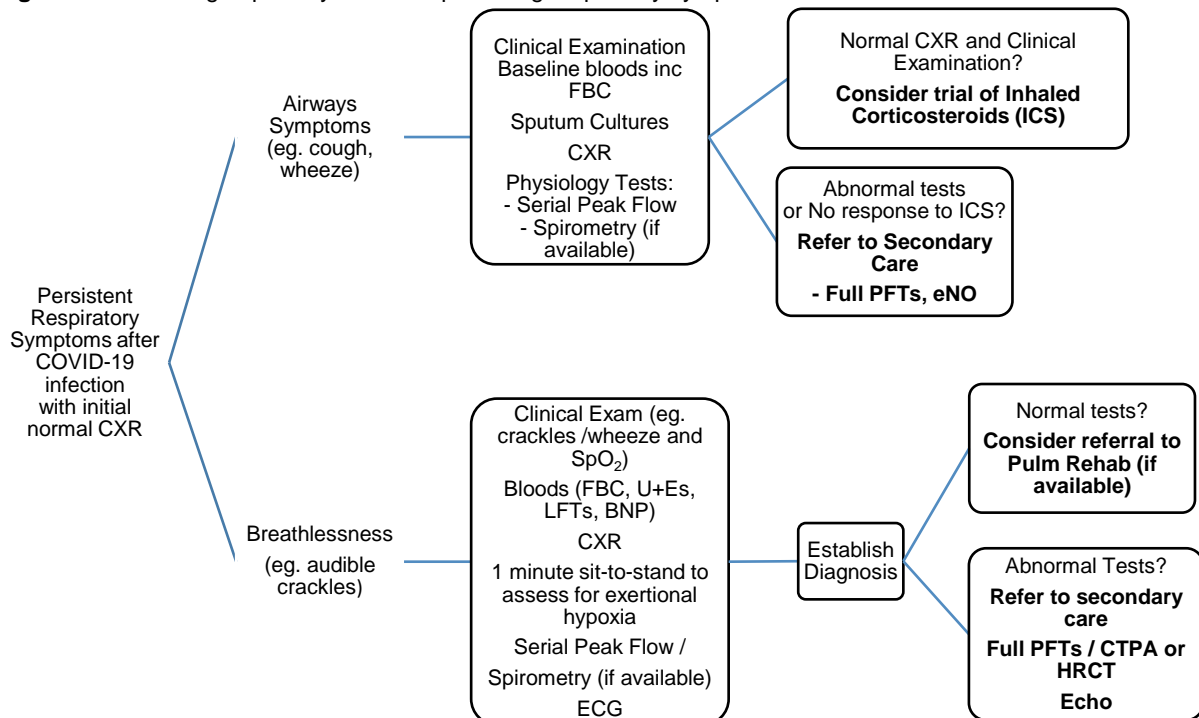 Persistent
Respiratory
Symptoms after
COVID-19
infection
with initial
normal CXR
Airways
Symptoms
(eg. cough,
wheeze)
Clinical Examination
Baseline bloods inc
FBC
Sputum Cultures
CXR
Physiology Tests:
- Serial Peak Flow
- Spirometry (if
available)
Normal CXR and Clinical
Examination?
Consider trial of Inhaled
Corticosteroids (ICS)
Abnormal tests
or No response to ICS?
Refer to Secondary
Care
- Full PFTs, eNO
Breathlessness
(eg. audible
crackles)
Clinical Exam (eg.
crackles /wheeze and
SpO₂)
Bloods (FBC, U+Es,
LFTs, BNP)
CXR
1 minute sit-to-stand to
assess for exertional
hypoxia
Serial Peak Flow /
Spirometry (if available)
ECG
Establish
Diagnosis
Normal tests?
Consider referral to
Pulm Rehab (if
available)
Abnormal Tests?
Refer to secondary
care
Full PFTs / CTPA or
HRCT
Echo